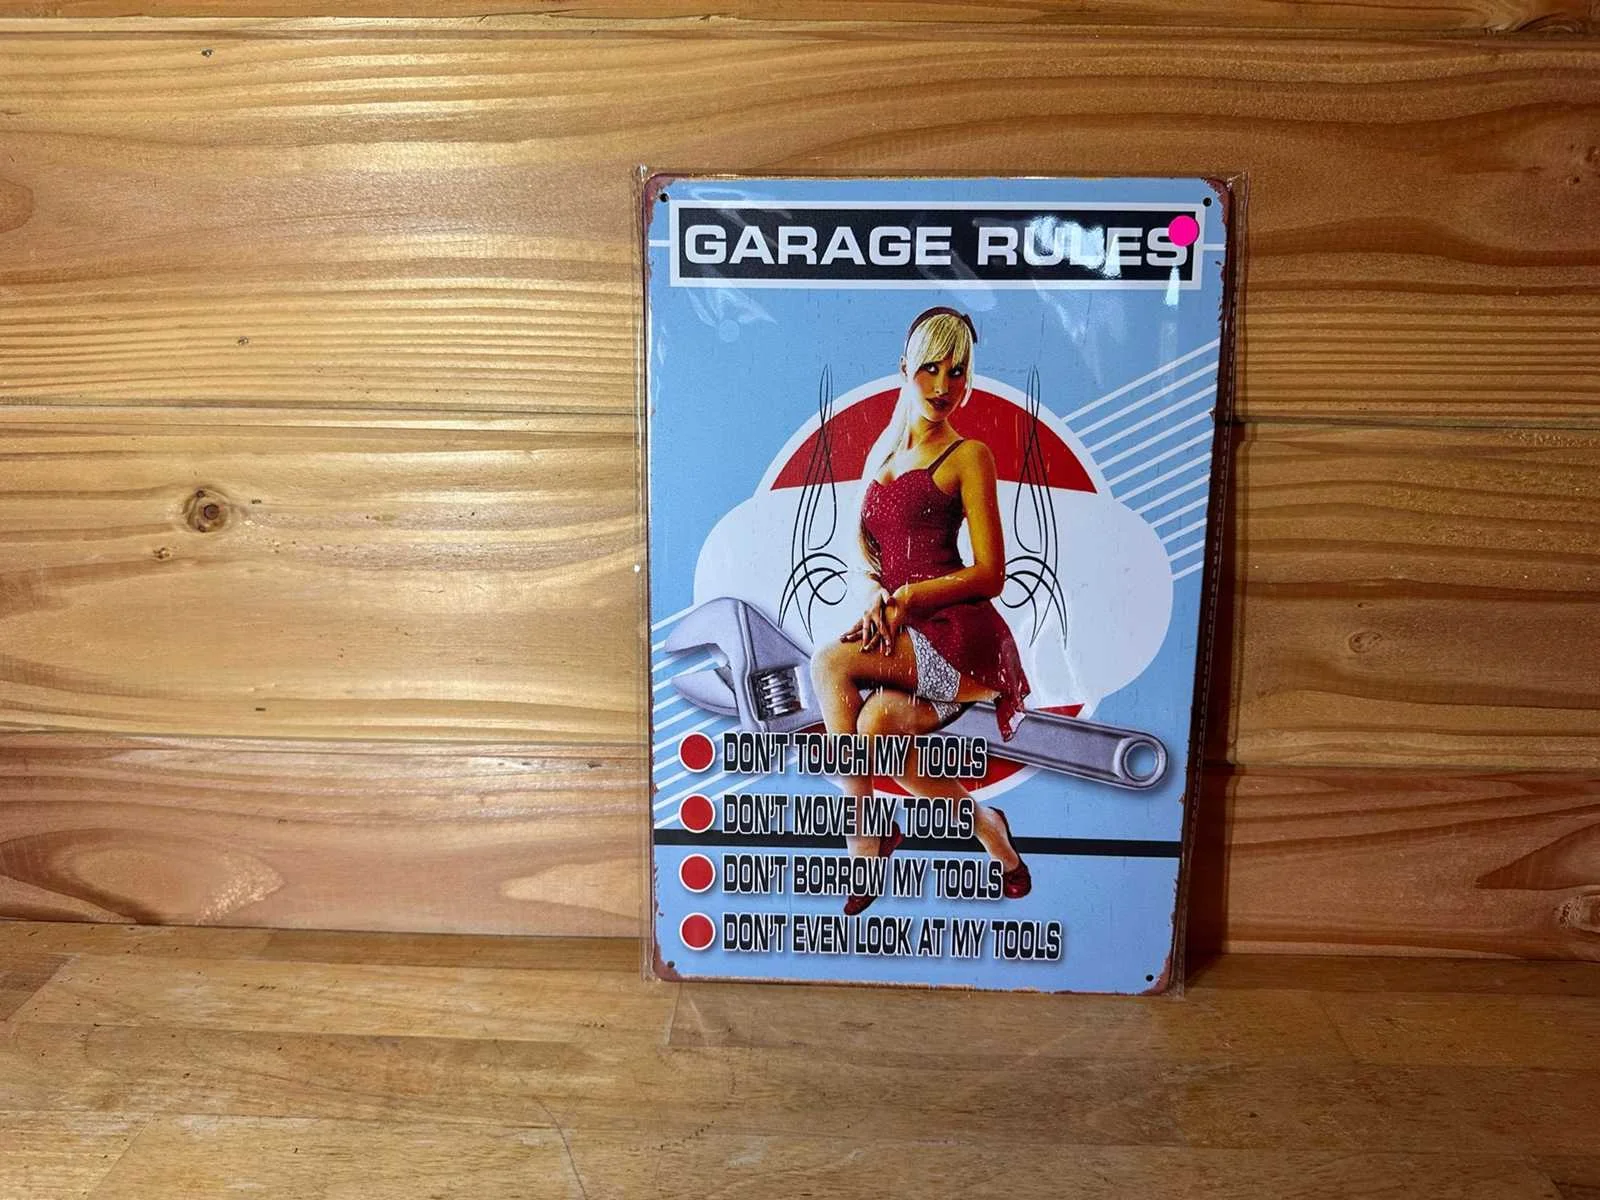 GARAGE RULES
DON'T TOUCH MY TOOLS
DON'T MOVE MY TOOLS
DON'T BORROW MY TOOLS
DON'T EVEN LOOK AT MY TOOLS